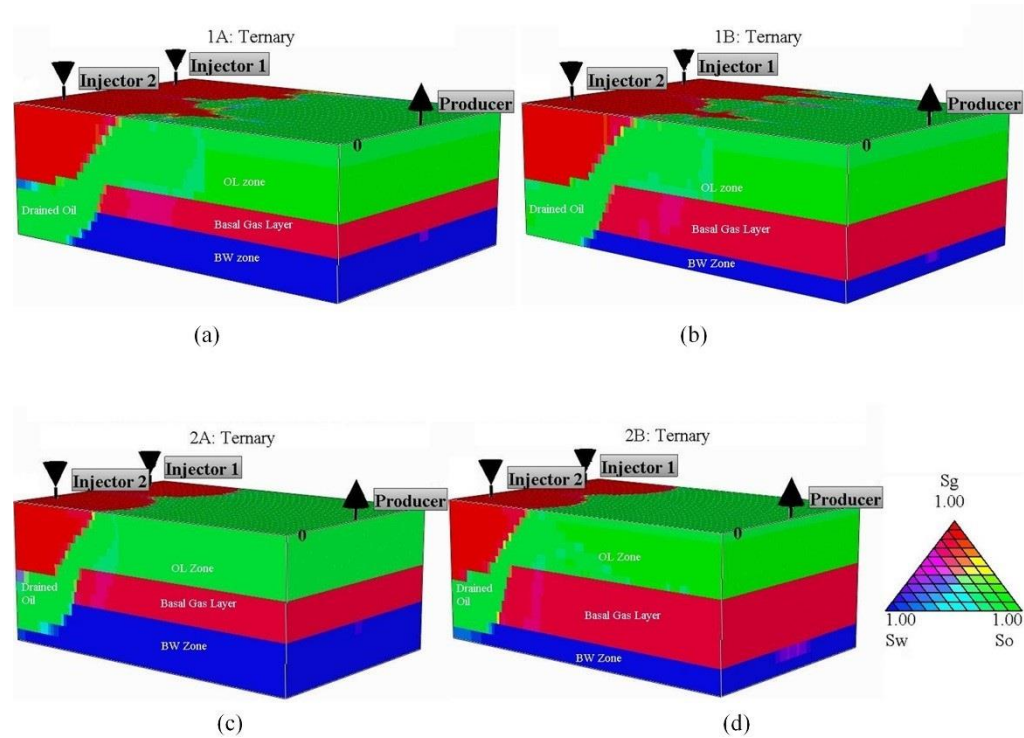 1A: Ternary
Injector 1
Injector 2
Producer
0
OL zone
Drained Oil
Basal Gas Layer
BW zone
(a)
1B: Ternary
Injector 1
Injector 2
Producer
0
OL zone
Drained Oil
Basal Gas Layer
BW Zone
(b)
2A: Ternary
Injector 1
Injector 2
Producer
0
OL Zone
Drained
Oil
Basal Gas Layer
BW Zone
(c)
2B: Ternary
Injector 1
Injector 2
Producer
0
OL Zone
Drained
Oil
Basal Gas Layer
BW Zone
(d)
Sg
1.00
1.00 1.00
Sw So